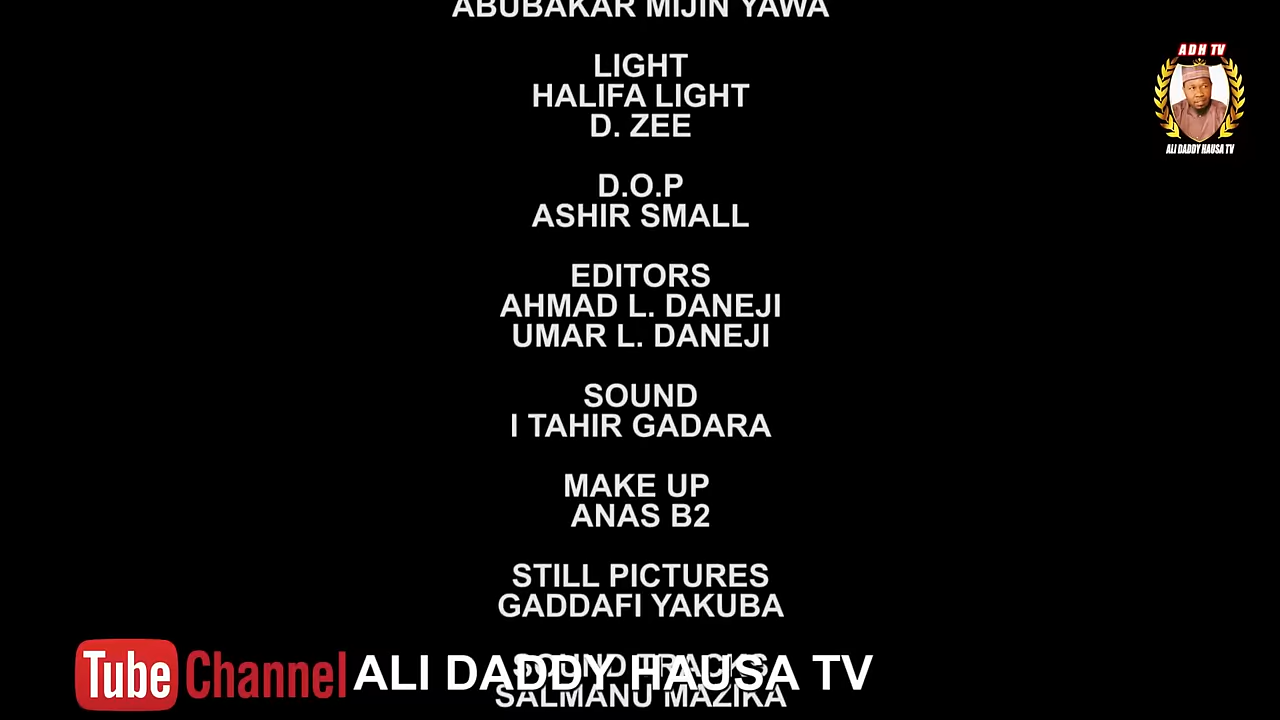 ABUBAKAR MIJIN YAWA
LIGHT
HALIFA LIGHT
D. ZEE
D.O.P
ASHIR SMALL
EDITORS
AHMAD L. DANEJI
UMAR L. DANEJI
SOUND
I TAHIR GADARA
MAKE UP
ANAS B2
STILL PICTURES
GADDAFI YAKUBA
SOUND TRACKS
SALMANU MAZIKA
Tube Channel ALI DADDY HAUSA TV
ADH TV
ALI DADDY HAUSA TV